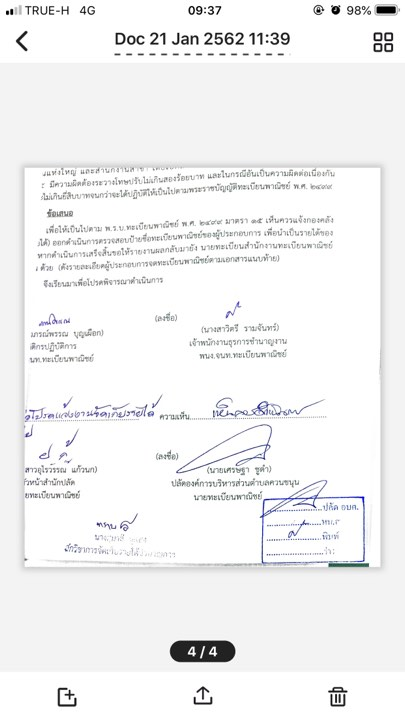 TRUE-H 4G 09:37 98%
Doc 21 Jan 2562 11:39
งแห่งใหญ่ และสำนักงานสาขา
มีความผิดต้องระวางโทษปรับไม่เกินสองร้อยบาท และในกรณีอันเป็นความผิดต่อเนื่องกัน
ไม่เกินยี่สิบบาทจนกว่าจะได้ปฏิบัติให้เป็นไปตามพระราชบัญญัติทะเบียนพาณิชย์ พ.ศ. ๒๔๙๙
ข้อเสนอ
เพื่อให้เป็นไปตาม พ.ร.บ.ทะเบียนพาณิชย์ พ.ศ. ๒๔๙๙ มาตรา ๑๕ เห็นควรแจ้งกองคลัง
ได้) ออกดำเนินการตรวจสอบป้ายชื่อทะเบียนพาณิชย์ของผู้ประกอบการ เพื่อนำเป็นรายได้ของ
หากดำเนินการเสร็จสิ้นขอให้รายงานผลกลับมายัง นายทะเบียนสำนักงานทะเบียนพาณิชย์
ด้วย (ดังรายละเอียดผู้ประกอบการจดทะเบียนพาณิชย์ตามเอกสารแนบท้าย)
จึงเรียนมาเพื่อโปรดพิจารณาดำเนินการ
(ลงชื่อ)
ภรณ์พรรณ บุญเผือก) (นางสาวิตรี รามจันทร์)
ติกรปฏิบัติการ เจ้าพนักงานธุรการชำนาญงาน
นท.ทะเบียนพาณิชย์ พนง.จนท.ทะเบียนพาณิชย์
โปรดแจ้งงานจัดเก็บรายได้ ความเห็น
(ลงชื่อ)
สาวอุไรวรรณ แก้วนก) (นายเศรษฐา ชูดำ)
หัวหน้าสำนักปลัด ปลัดองค์การบริหารส่วนตำบลควนขนุน
ยทะเบียนพาณิชย์ นายทะเบียนพาณิชย์
ปลัด อบต.
ทราบ
พิมพ์
ร่าง
4 / 4